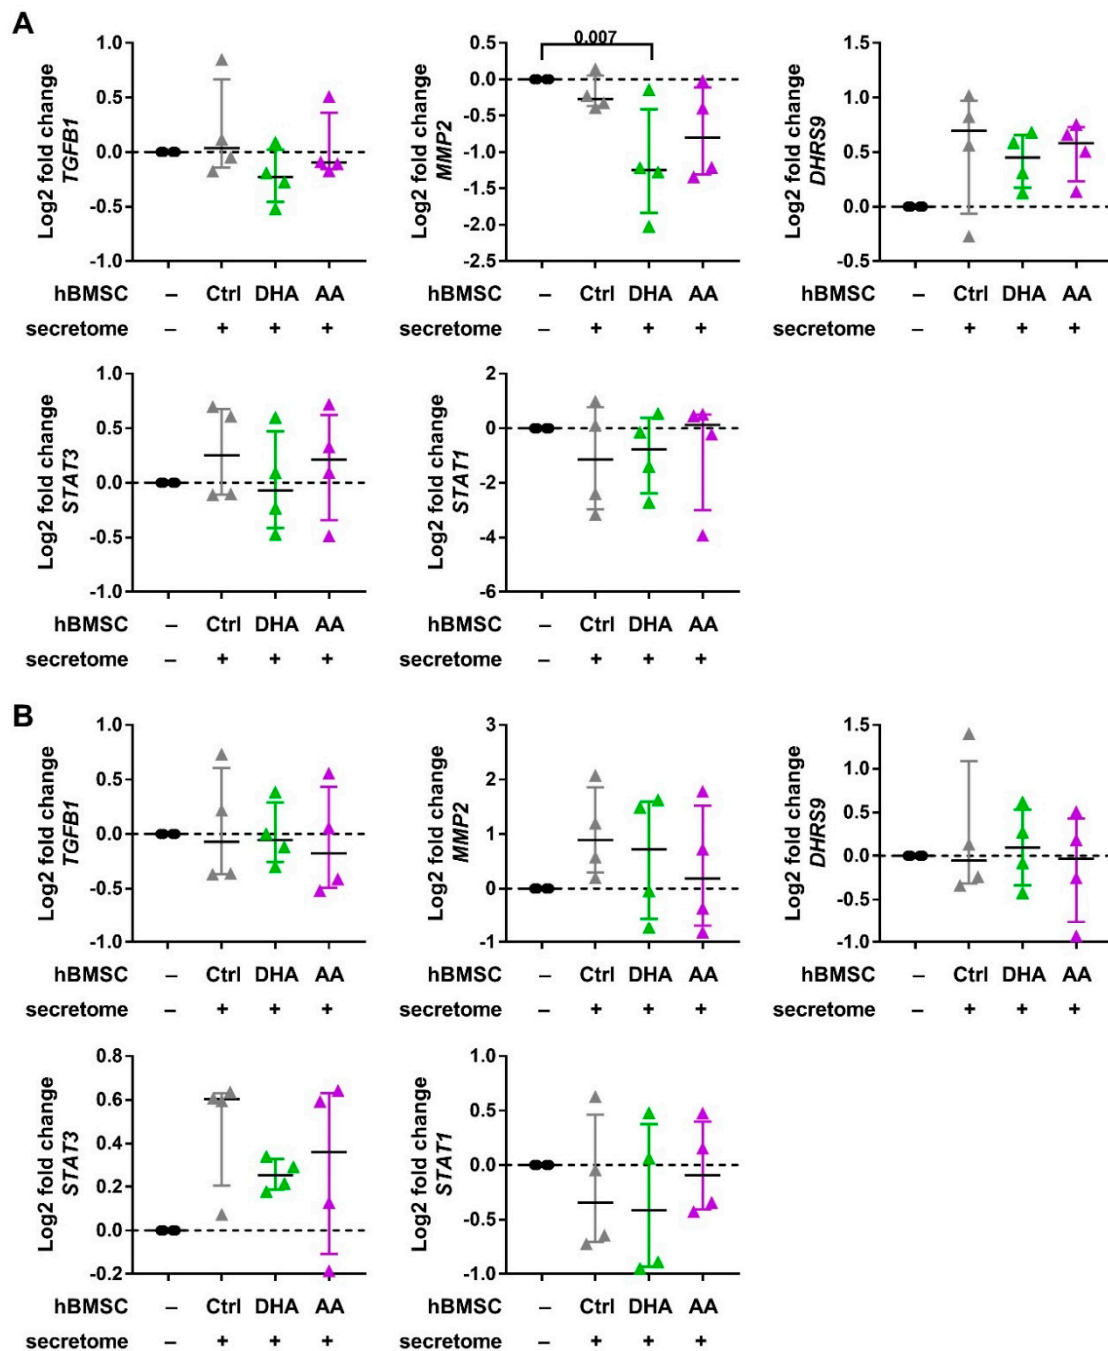 A
Log2 fold change
TGFB1
1.0
0.5
0.0
-0.5
-1.0
hBMSC – Ctrl DHA AA
secretome – + + +
Log2 fold change
MMP2
0.007
0.5
0.0
-0.5
-1.0
-1.5
-2.0
-2.5
hBMSC – Ctrl DHA AA
secretome – + + +
Log2 fold change
DHRS9
1.5
1.0
0.5
0.0
-0.5
hBMSC – Ctrl DHA AA
secretome – + + +
Log2 fold change
STAT3
1.0
0.5
0.0
-0.5
-1.0
hBMSC – Ctrl DHA AA
secretome – + + +
Log2 fold change
STAT1
2
0
-2
-4
-6
hBMSC – Ctrl DHA AA
secretome – + + +
B
Log2 fold change
TGFB1
1.0
0.5
0.0
-0.5
-1.0
hBMSC – Ctrl DHA AA
secretome – + + +
Log2 fold change
MMP2
3
2
1
0
-1
hBMSC – Ctrl DHA AA
secretome – + + +
Log2 fold change
DHRS9
1.5
1.0
0.5
0.0
-0.5
-1.0
hBMSC – Ctrl DHA AA
secretome – + + +
Log2 fold change
STAT3
0.8
0.6
0.4
0.2
0.0
-0.2
hBMSC – Ctrl DHA AA
secretome – + + +
Log2 fold change
STAT1
1.0
0.5
0.0
-0.5
-1.0
hBMSC – Ctrl DHA AA
secretome – + + +